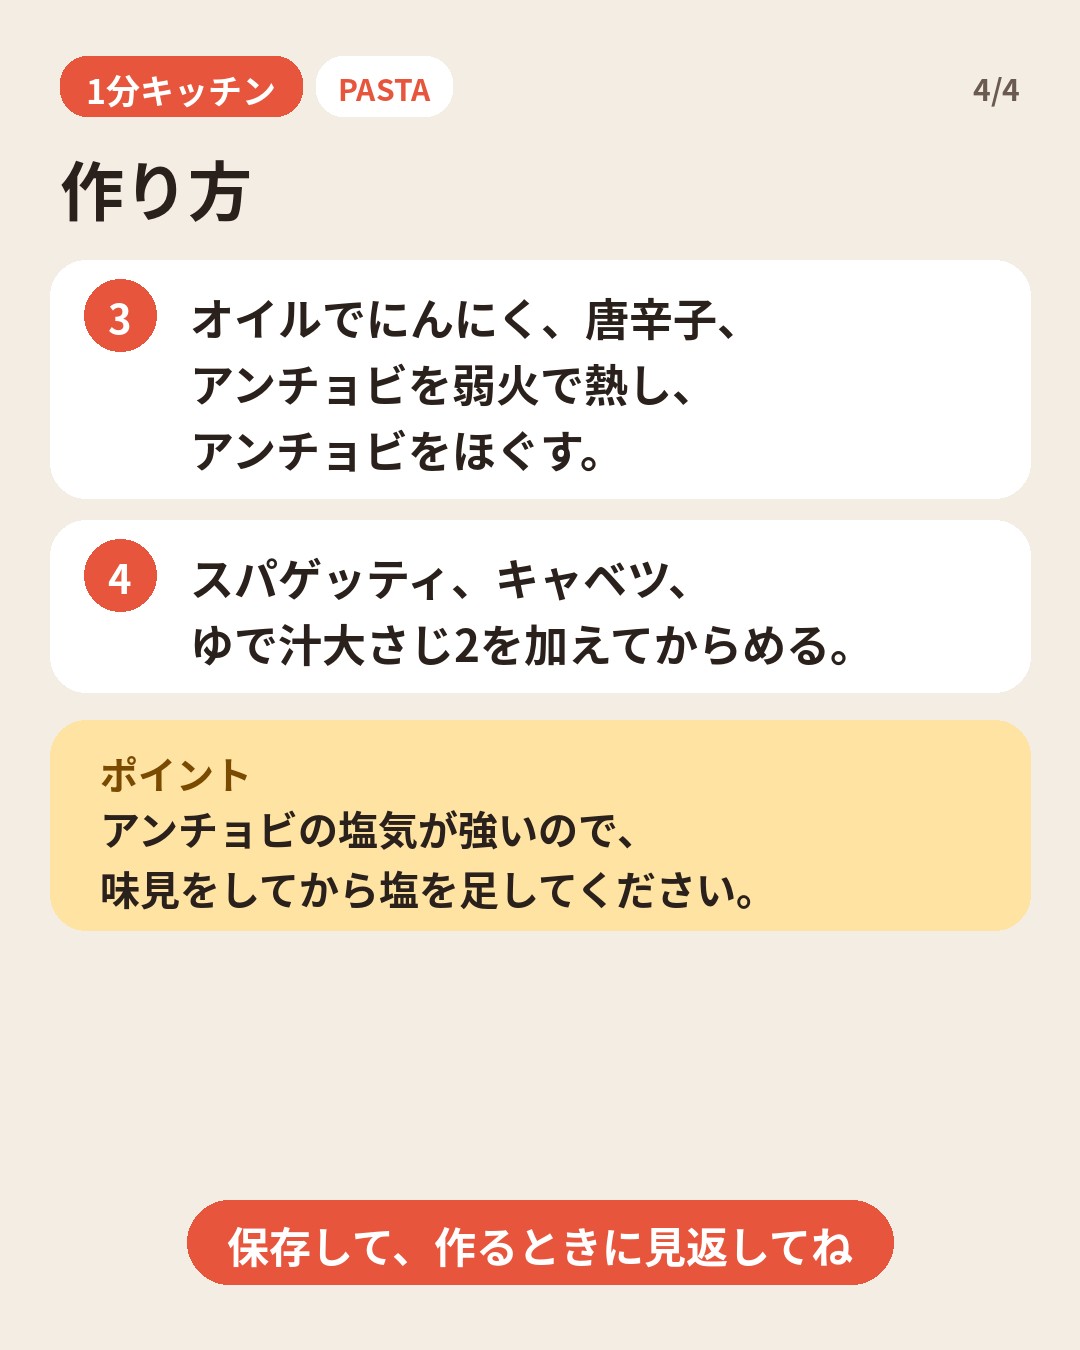 1分キッチン PASTA 4/4
作り方
3 オイルでにんにく、唐辛子、
アンチョビを弱火で熱し、
アンチョビをほぐす。
4 スパゲッティ、キャベツ、
ゆで汁大さじ2を加えてからめる。
ポイント
アンチョビの塩気が強いので、
味見をしてから塩を足してください。
保存して、作るときに見返してね